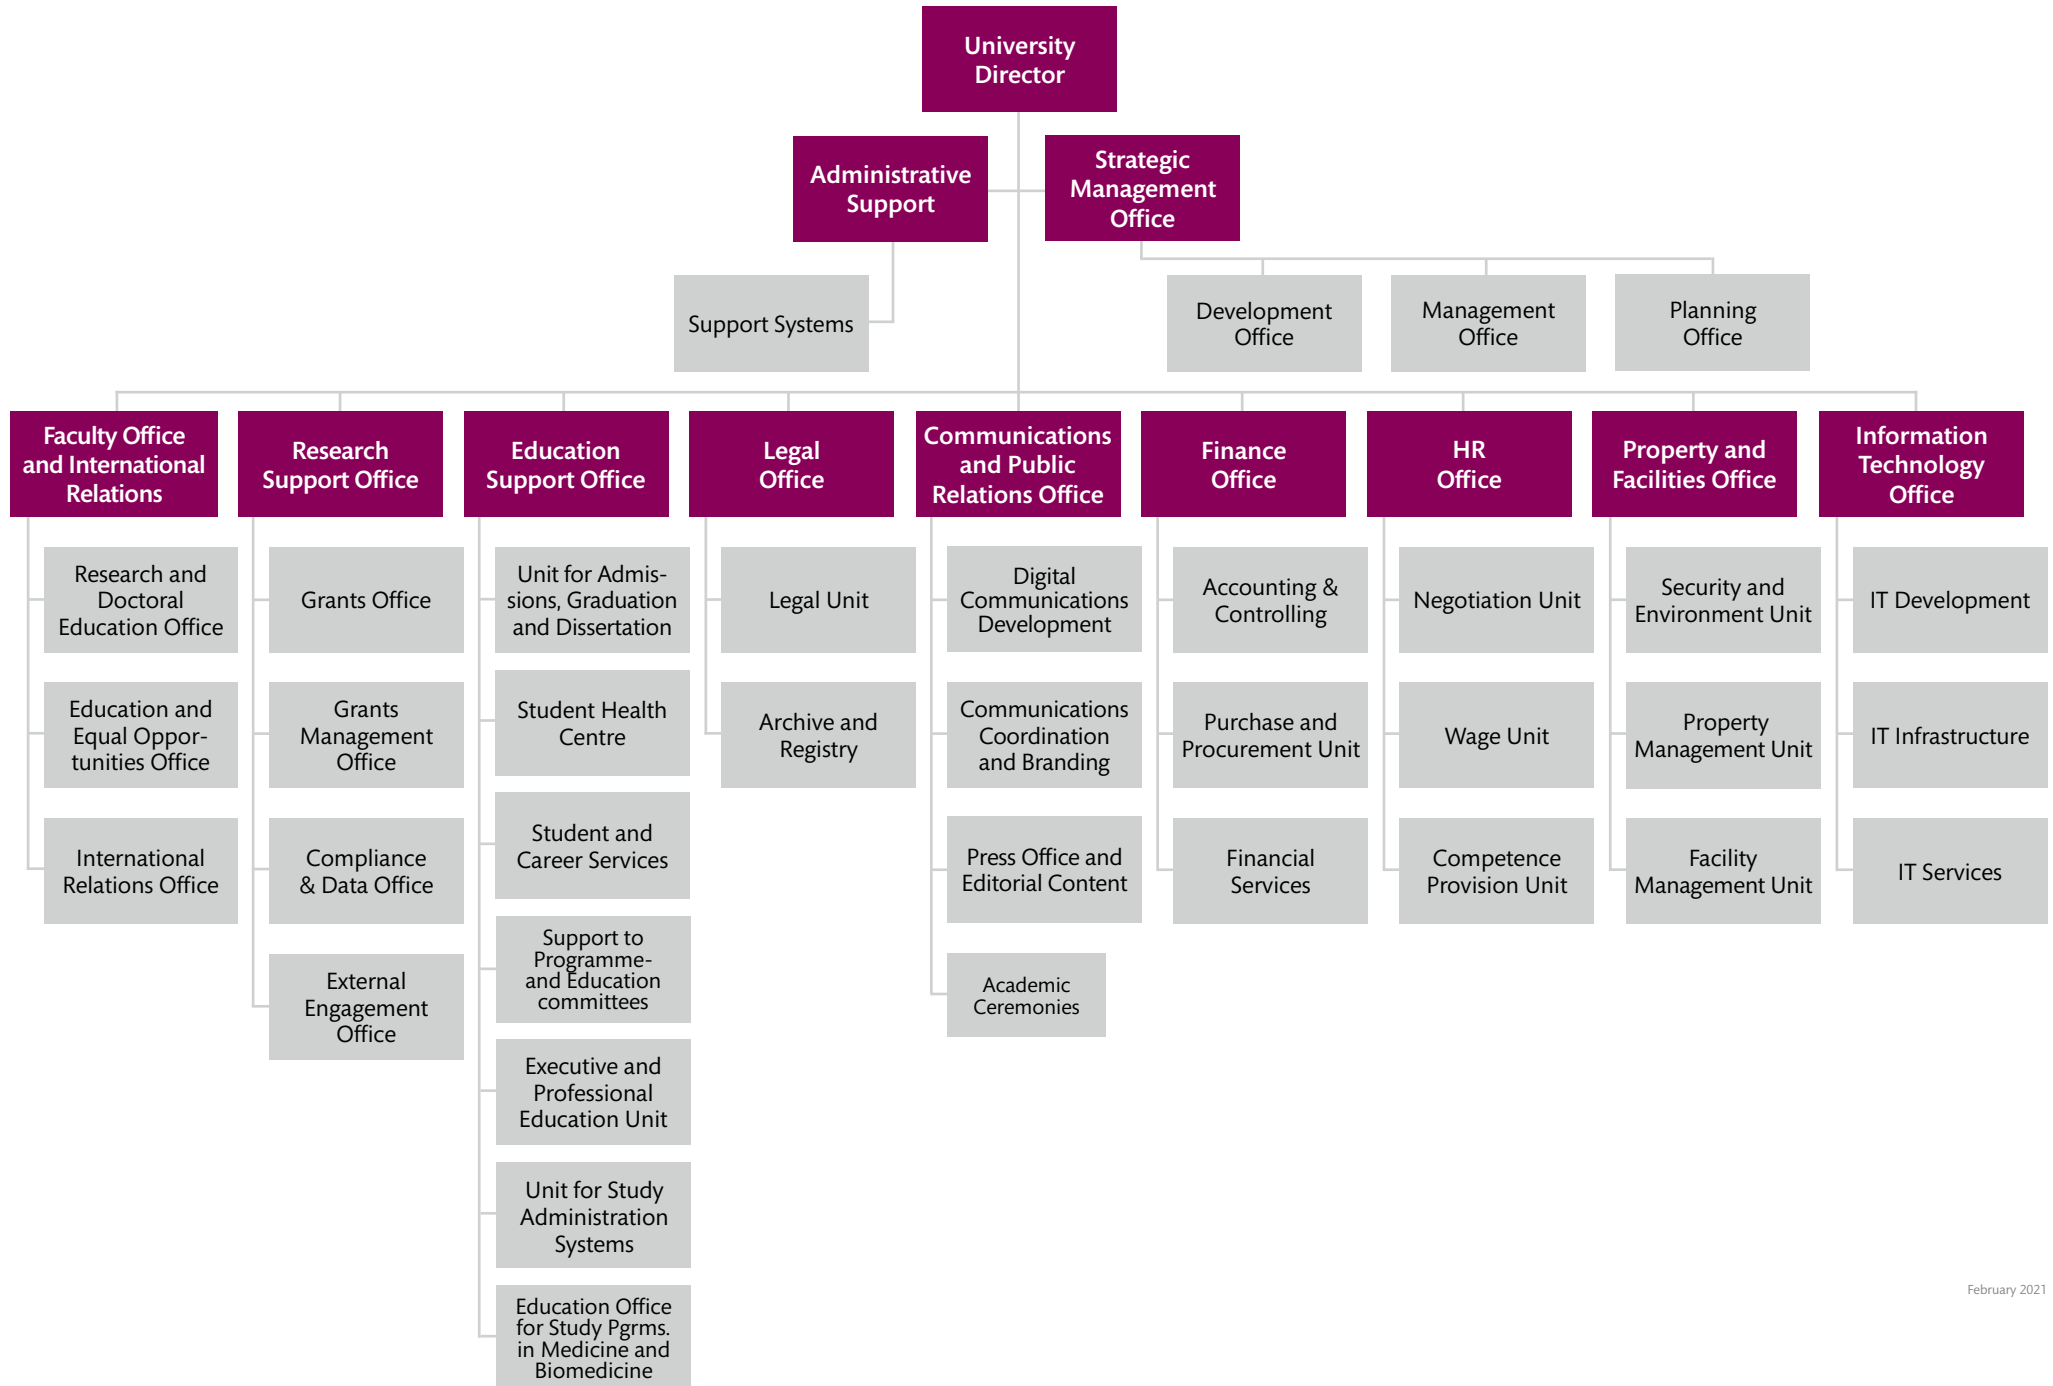 University
Director
Administrative
Support
Strategic
Management
Office
Support Systems
Development
Office
Management
Office
Planning
Office
Faculty Office
and International
Relations
Research
Support Office
Education
Support Office
Legal
Office
Communications
and Public
Relations Office
Finance
Office
HR
Office
Property and
Facilities Office
Information
Technology
Office
Research and
Doctoral
Education Office
Education and
Equal Oppor-
tunities Office
International
Relations Office
Grants Office
Grants
Management
Office
Compliance
& Data Office
External
Engagement
Office
Unit for Admis-
sions, Graduation
and Dissertation
Student Health
Centre
Student and
Career Services
Support to
Programme-
and Education
committees
Executive and
Professional
Education Unit
Unit for Study
Administration
Systems
Education Office
for Study Pgrms.
in Medicine and
Biomedicine
Legal Unit
Archive and
Registry
Digital
Communications
Development
Communications
Coordination
and Branding
Press Office and
Editorial Content
Academic
Ceremonies
Accounting &
Controlling
Purchase and
Procurement Unit
Financial
Services
Negotiation Unit
Wage Unit
Competence
Provision Unit
Security and
Environment Unit
Property
Management Unit
Facility
Management Unit
IT Development
IT Infrastructure
IT Services
February 2021